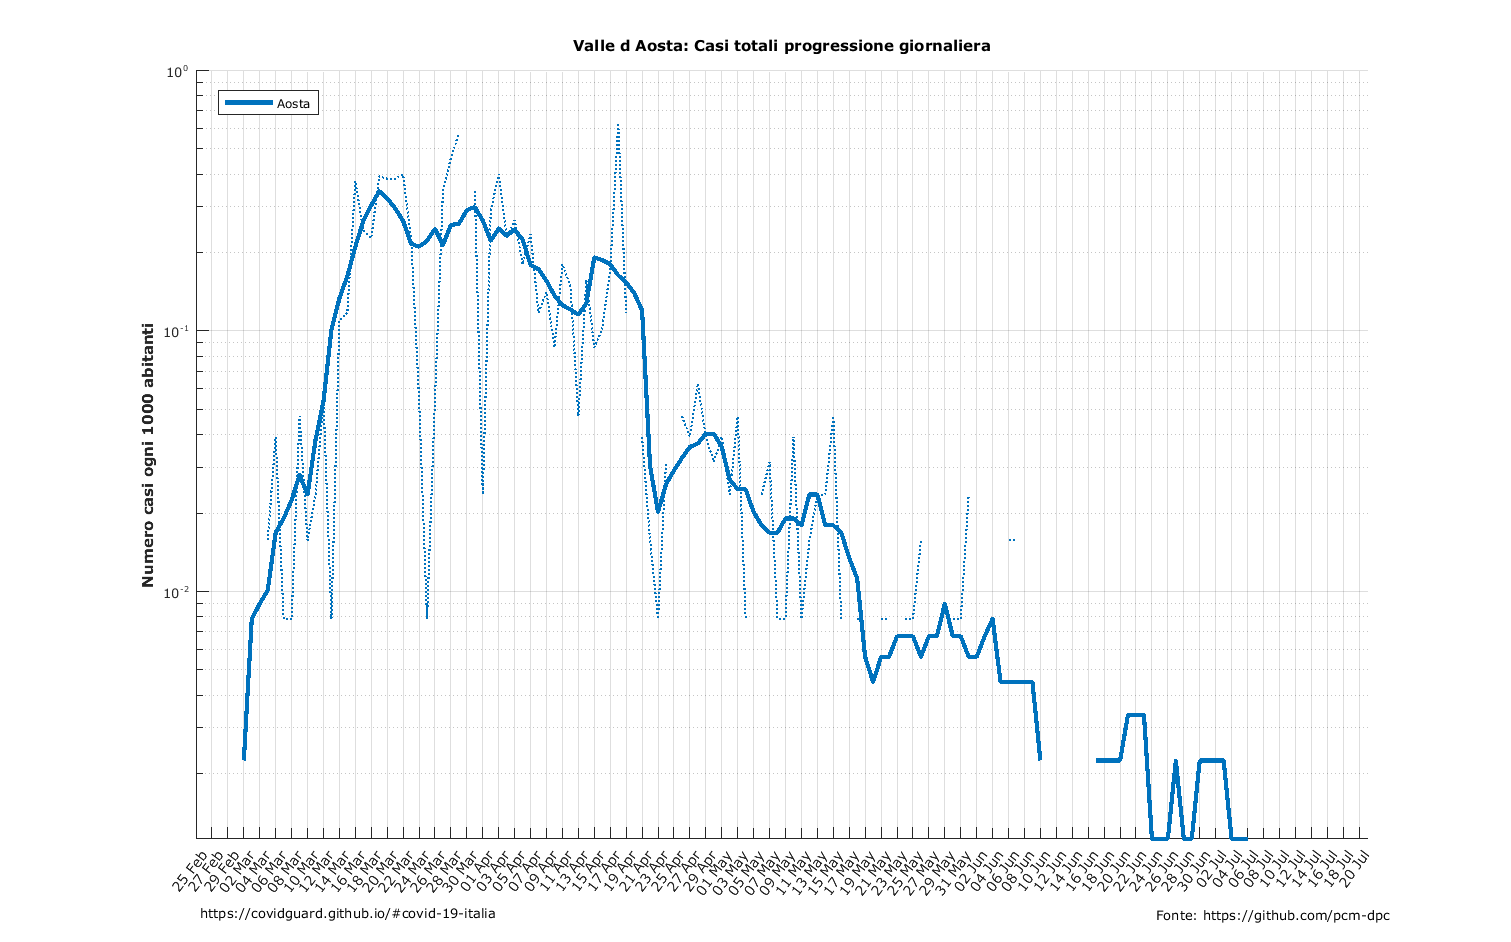 Valle d Aosta: Casi totali progressione giornaliera
Aosta
Numero casi ogni 1000 abitanti
10⁰
10⁻¹
10⁻²
25 Feb
27 Feb
29 Feb
02 Mar
04 Mar
06 Mar
08 Mar
10 Mar
12 Mar
14 Mar
16 Mar
18 Mar
20 Mar
22 Mar
24 Mar
26 Mar
28 Mar
30 Mar
01 Apr
03 Apr
05 Apr
07 Apr
09 Apr
11 Apr
13 Apr
15 Apr
17 Apr
19 Apr
21 Apr
23 Apr
25 Apr
27 Apr
29 Apr
01 May
03 May
05 May
07 May
09 May
11 May
13 May
15 May
17 May
19 May
21 May
23 May
25 May
27 May
29 May
31 May
02 Jun
04 Jun
06 Jun
08 Jun
10 Jun
12 Jun
14 Jun
16 Jun
18 Jun
20 Jun
22 Jun
24 Jun
26 Jun
28 Jun
30 Jun
02 Jul
04 Jul
06 Jul
08 Jul
10 Jul
12 Jul
14 Jul
16 Jul
18 Jul
20 Jul
https://covidguard.github.io/#covid-19-italia
Fonte: https://github.com/pcm-dpc